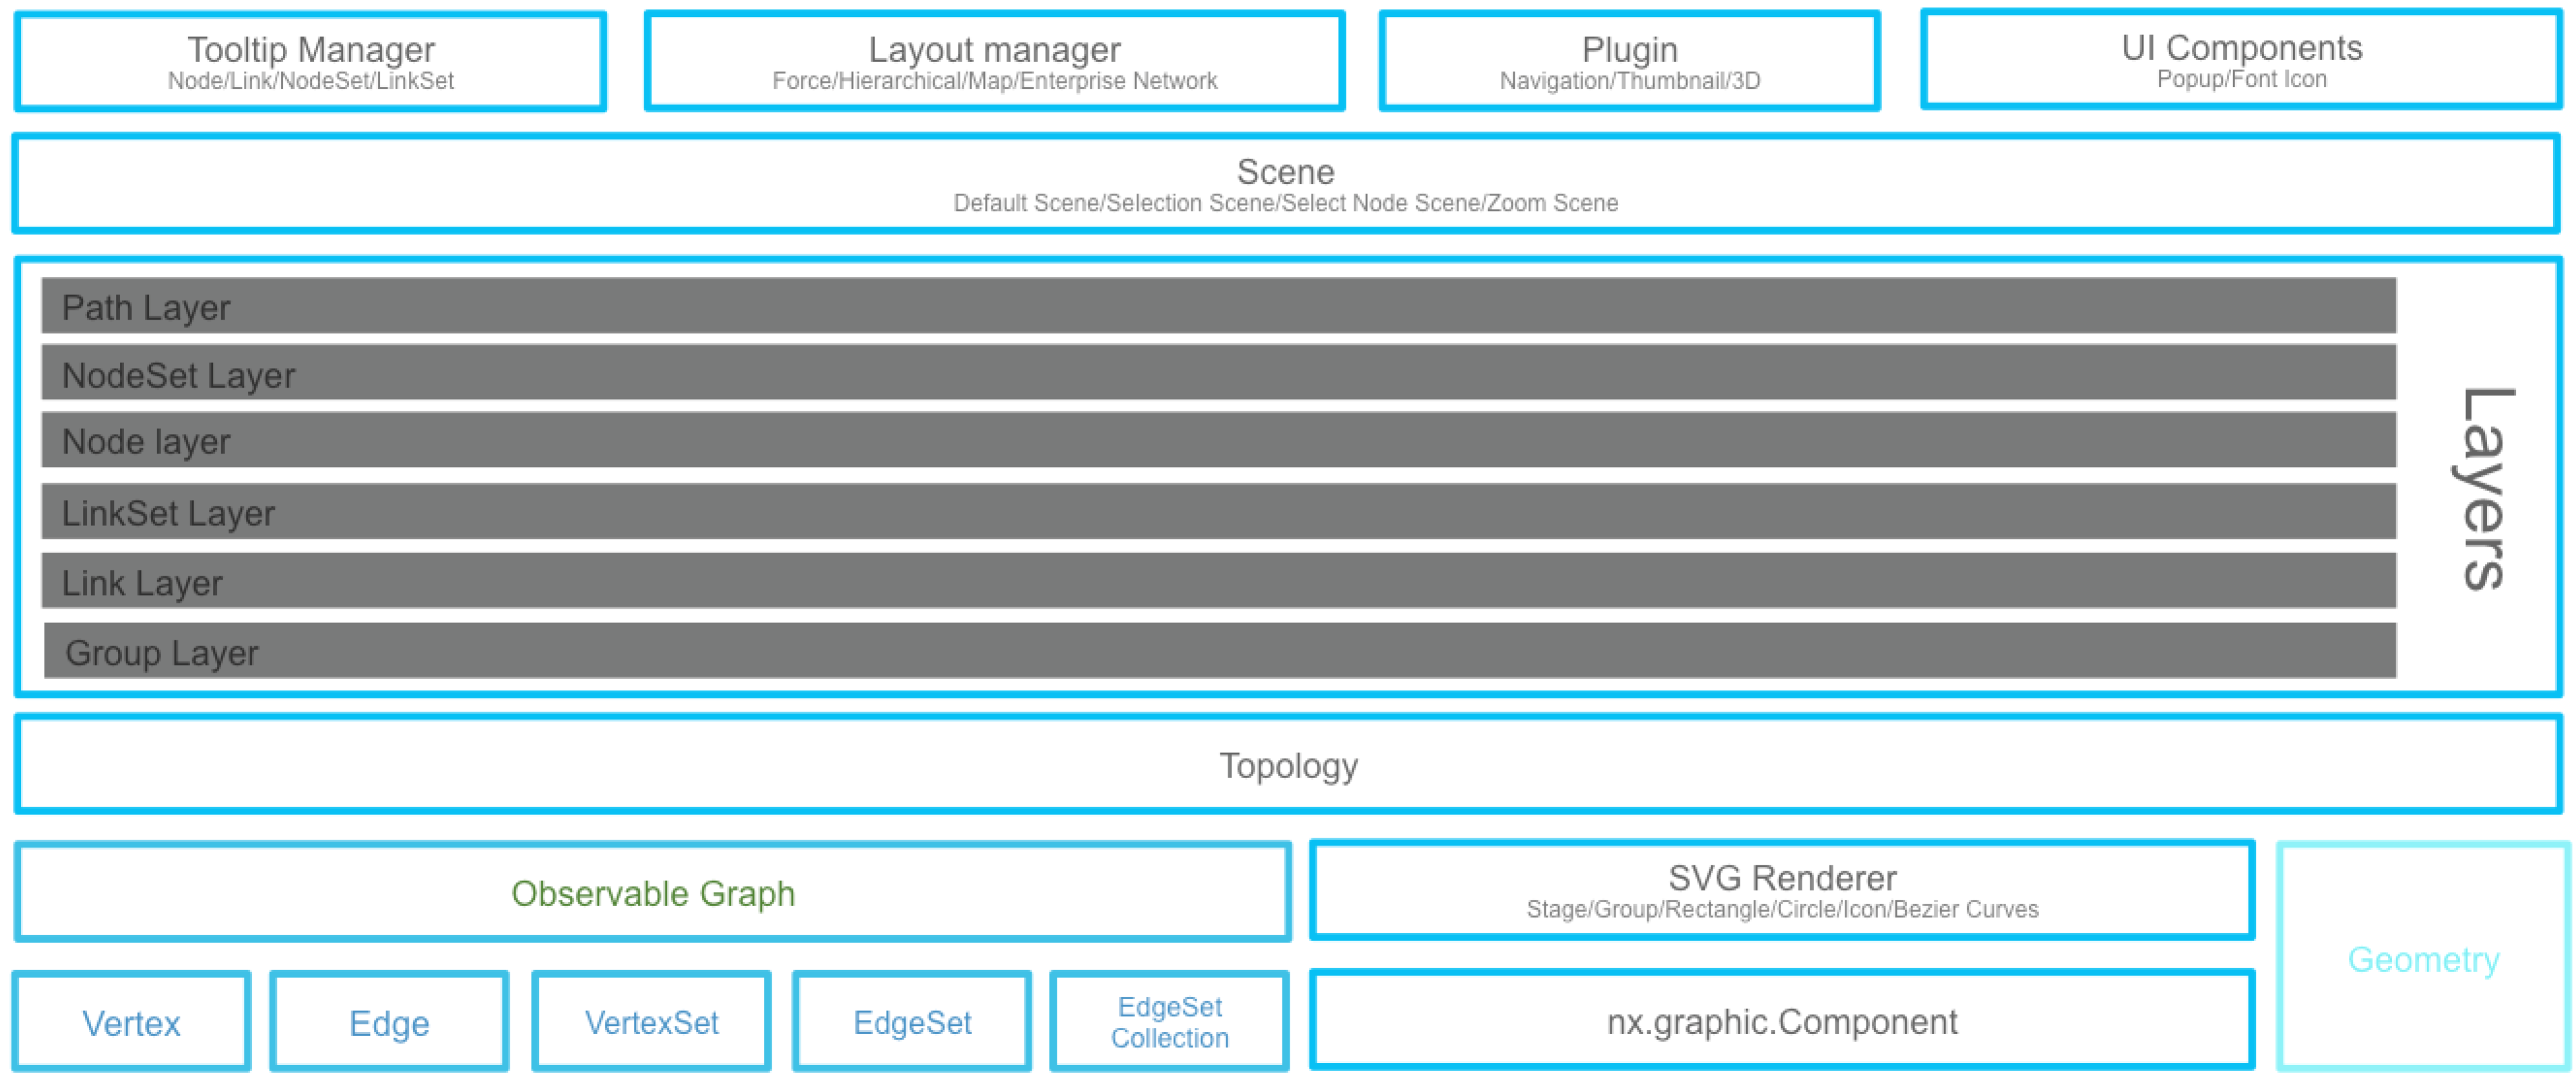 Tooltip Manager
Node/Link/NodeSet/LinkSet
Layout manager
Force/Hierarchical/Map/Enterprise Network
Plugin
Navigation/Thumbnail/3D
UI Components
Popup/Font Icon
Scene
Default Scene/Selection Scene/Select Node Scene/Zoom Scene
Path Layer
NodeSet Layer
Node layer
LinkSet Layer
Link Layer
Group Layer
Layers
Topology
Observable Graph
SVG Renderer
Stage/Group/Rectangle/Circle/Icon/Bezier Curves
Geometry
Vertex
Edge
VertexSet
EdgeSet
EdgeSet
Collection
nx.graphic.Component